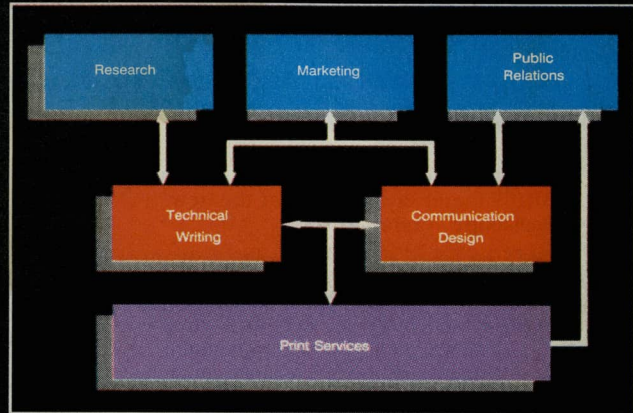 Research
Marketing
Public
Relations
Technical
Writing
Communication
Design
Print Services